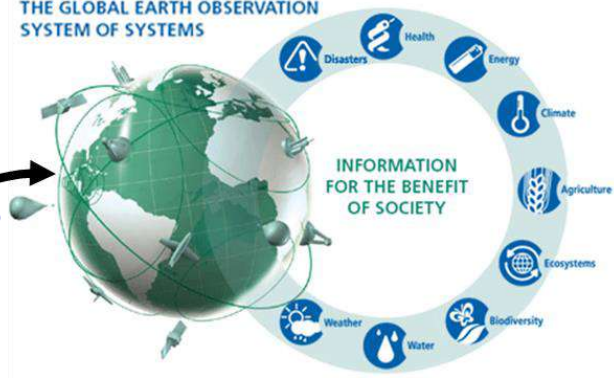 THE GLOBAL EARTH OBSERVATION
SYSTEM OF SYSTEMS
Disasters
Health
Energy
Climate
Agriculture
Ecosystems
Biodiversity
Water
Weather
INFORMATION
FOR THE BENEFIT
OF SOCIETY